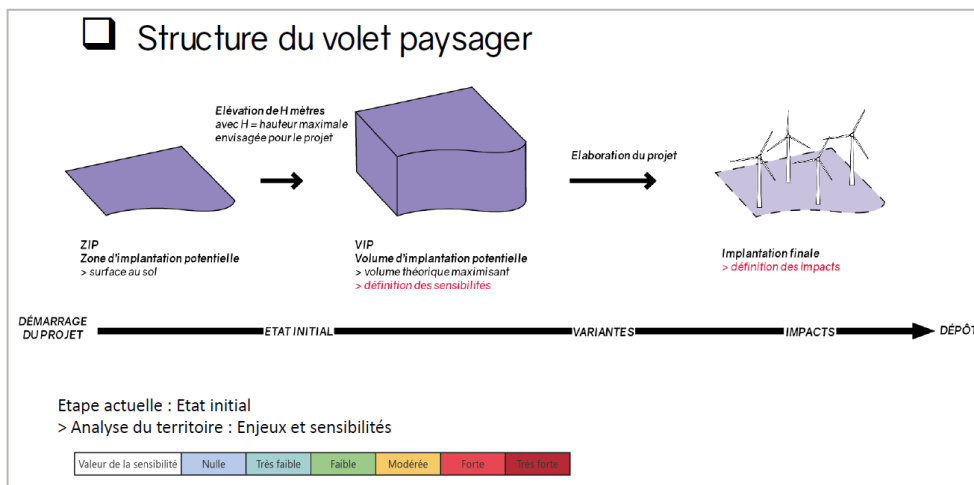 Structure du volet paysager
Elévation de H mètres
avec H = hauteur maximale
envisagée pour le projet
Elaboration du projet
ZIP
Zone d'implantation potentielle
> surface au sol
VIP
Volume d'implantation potentielle
> volume théorique maximisant
> définition des sensibilités
Implantation finale
> définition des impacts
DÉMARRAGE
DU PROJET
ETAT INITIAL
VARIANTES
IMPACTS
DÉPÔT
Etape actuelle : Etat initial
> Analyse du territoire : Enjeux et sensibilités
Valeur de la sensibilité Nulle Très faible Faible Modérée Forte Très forte